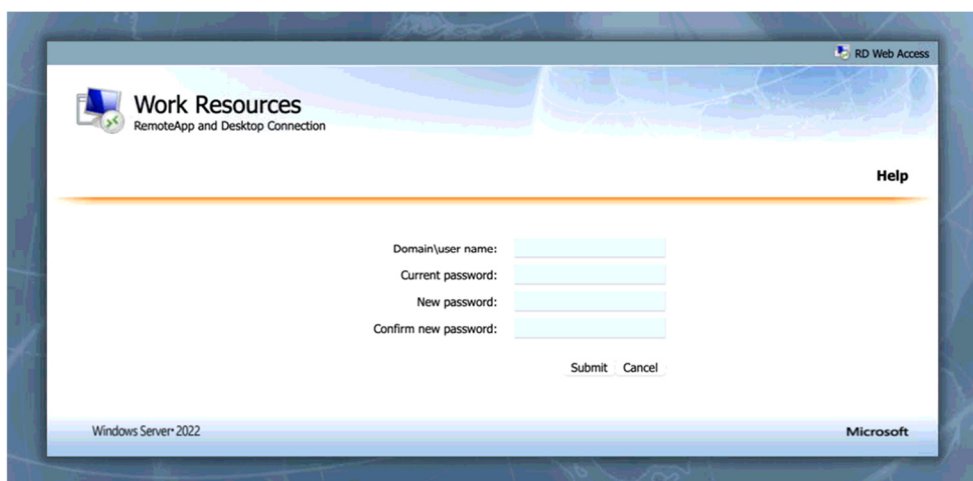 RD Web Access
Work Resources
RemoteApp and Desktop Connection
Help
Domain\user name:
Current password:
New password:
Confirm new password:
Submit Cancel
Windows Server 2022
Microsoft